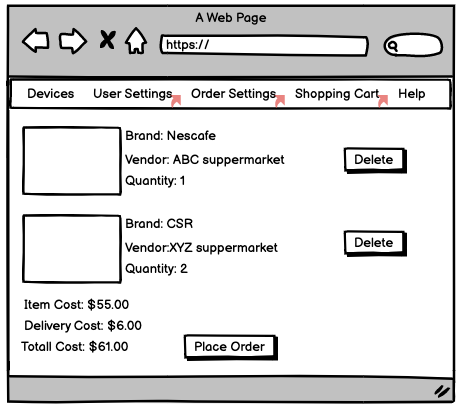 A Web Page
https://
Devices User Settings Order Settings Shopping Cart Help
Brand: Nescafe
Vendor: ABC suppermarket
Delete
Quantity: 1
Brand: CSR
Vendor:XYZ suppermarket
Delete
Quantity: 2
Item Cost: $55.00
Delivery Cost: $6.00
Totall Cost: $61.00
Place Order